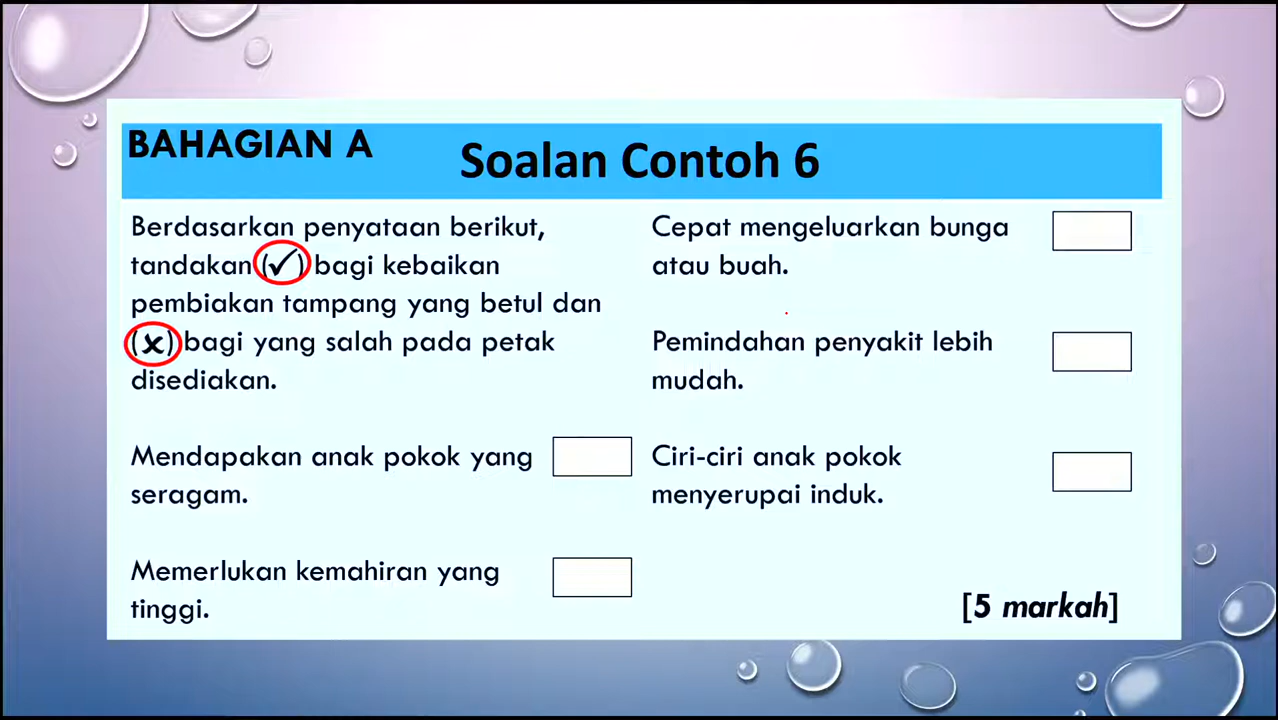 BAHAGIAN A
Soalan Contoh 6
Berdasarkan penyataan berikut,
tandakan (✓) bagi kebaikan
pembiakan tampang yang betul dan
(✗) bagi yang salah pada petak
disediakan.
Mendapakan anak pokok yang
seragam.
Memerlukan kemahiran yang
tinggi.
Cepat mengeluarkan bunga
atau buah.
Pemindahan penyakit lebih
mudah.
Ciri-ciri anak pokok
menyerupai induk.
[5 markah]